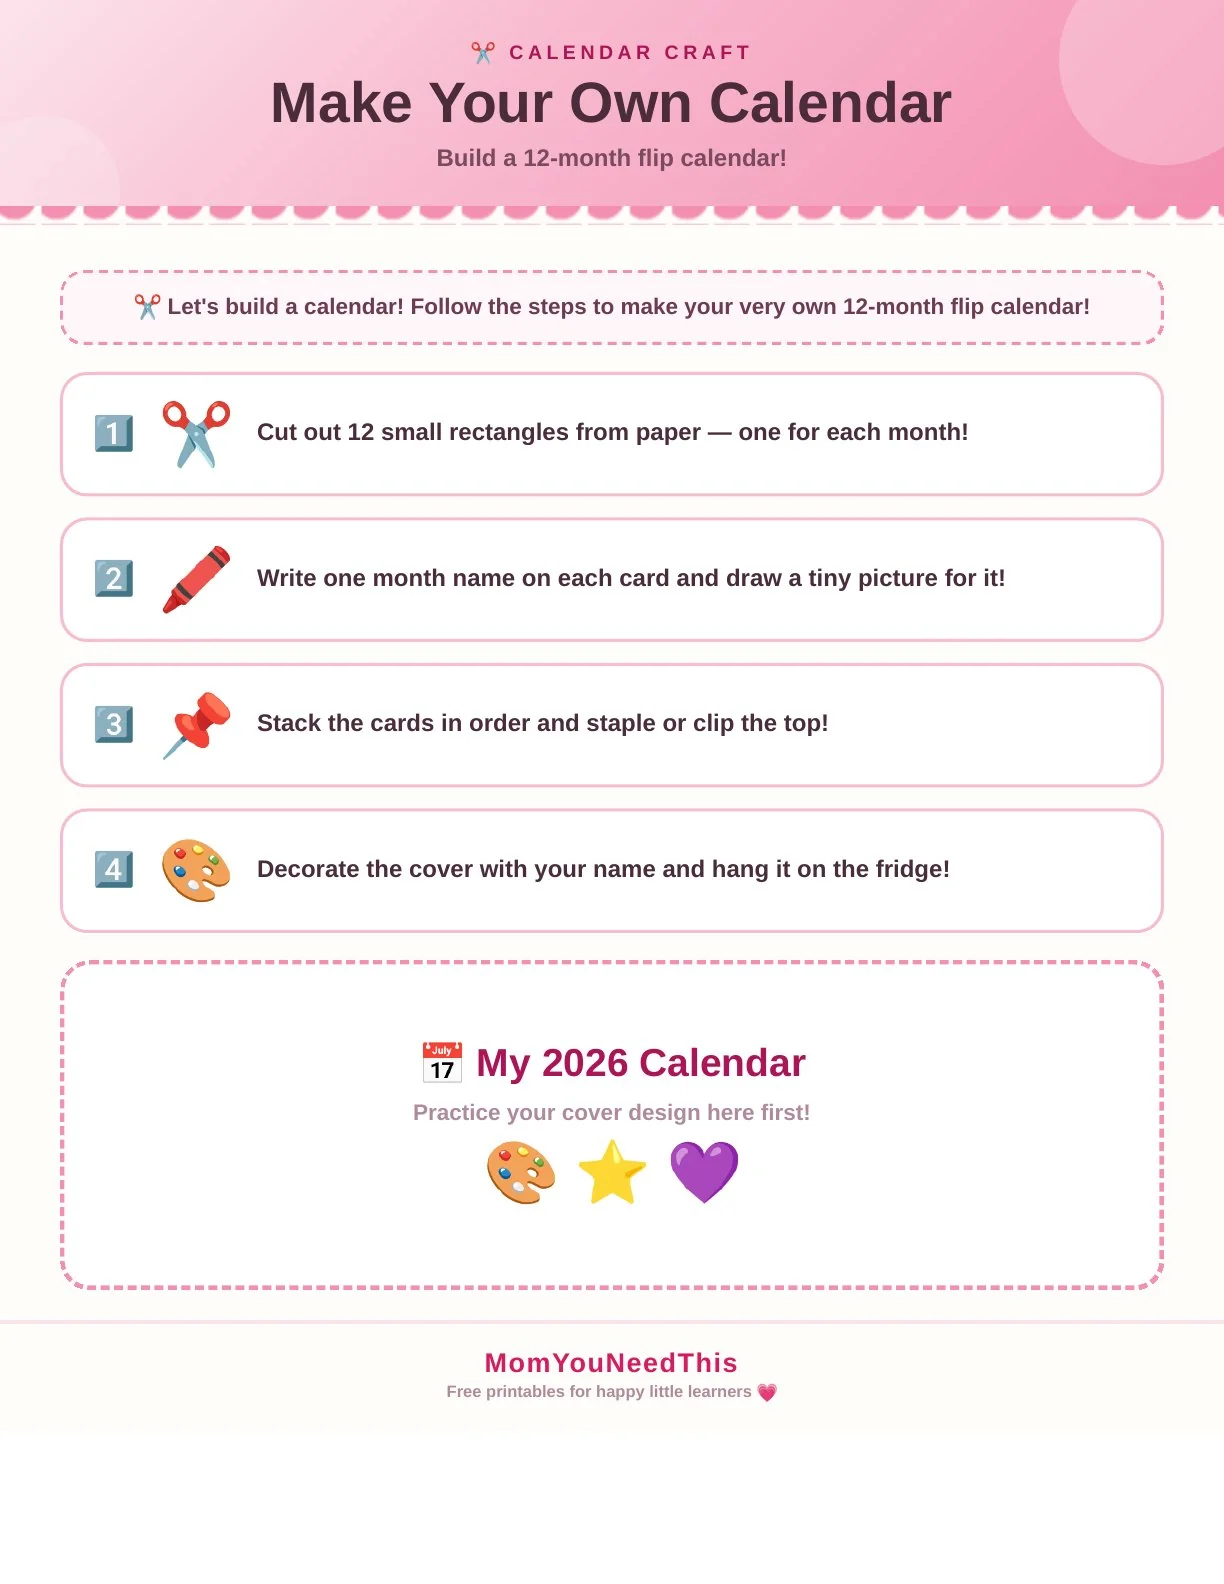 ✂️ CALENDAR CRAFT
Make Your Own Calendar
Build a 12-month flip calendar!
✂️ Let's build a calendar! Follow the steps to make your very own 12-month flip calendar!
1 Cut out 12 small rectangles from paper — one for each month!
2 Write one month name on each card and draw a tiny picture for it!
3 Stack the cards in order and staple or clip the top!
4 Decorate the cover with your name and hang it on the fridge!
July
17
My 2026 Calendar
Practice your cover design here first!
MomYouNeedThis
Free printables for happy little learners 💗